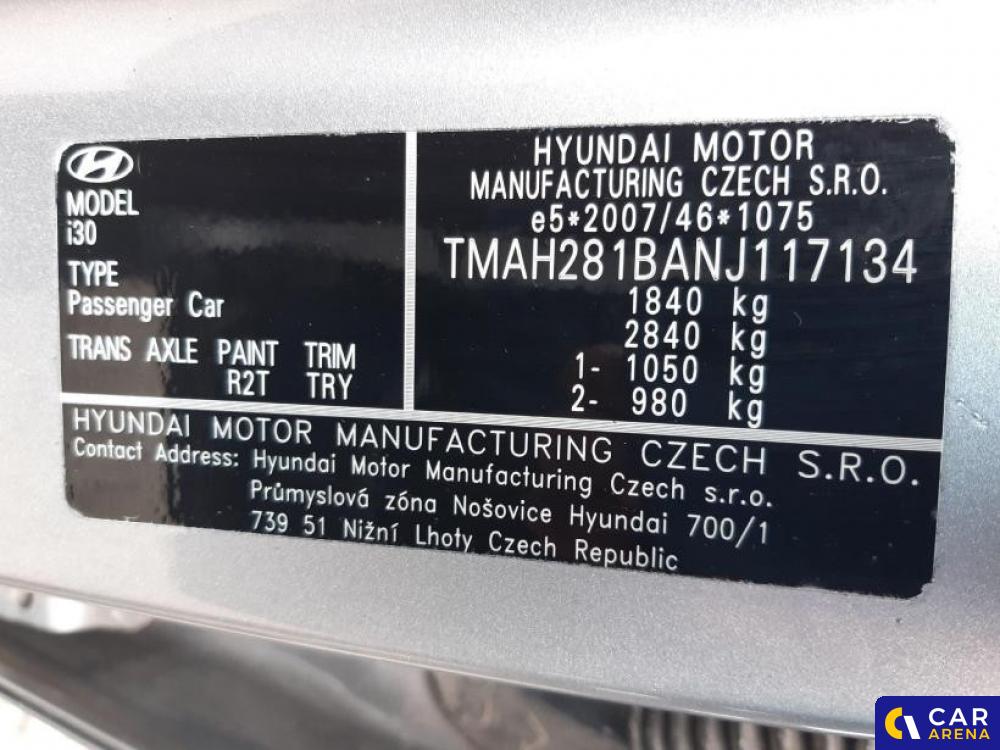 MODEL
i30
TYPE
Passenger Car
TRANS AXLE PAINT TRIM
R2T TRY
HYUNDAI MOTOR
MANUFACTURING CZECH S.R.O.
e5*2007/46*1075
TMAH281BANJ117134
1840 kg
2840 kg
1- 1050 kg
2- 980 kg
HYUNDAI MOTOR MANUFACTURING CZECH S.R.O.
Contact Address: Hyundai Motor Manufacturing Czech s.r.o.
Průmyslová zóna Nošovice Hyundai 700/1
739 51 Nižní Lhoty Czech Republic
CAR
ARENA